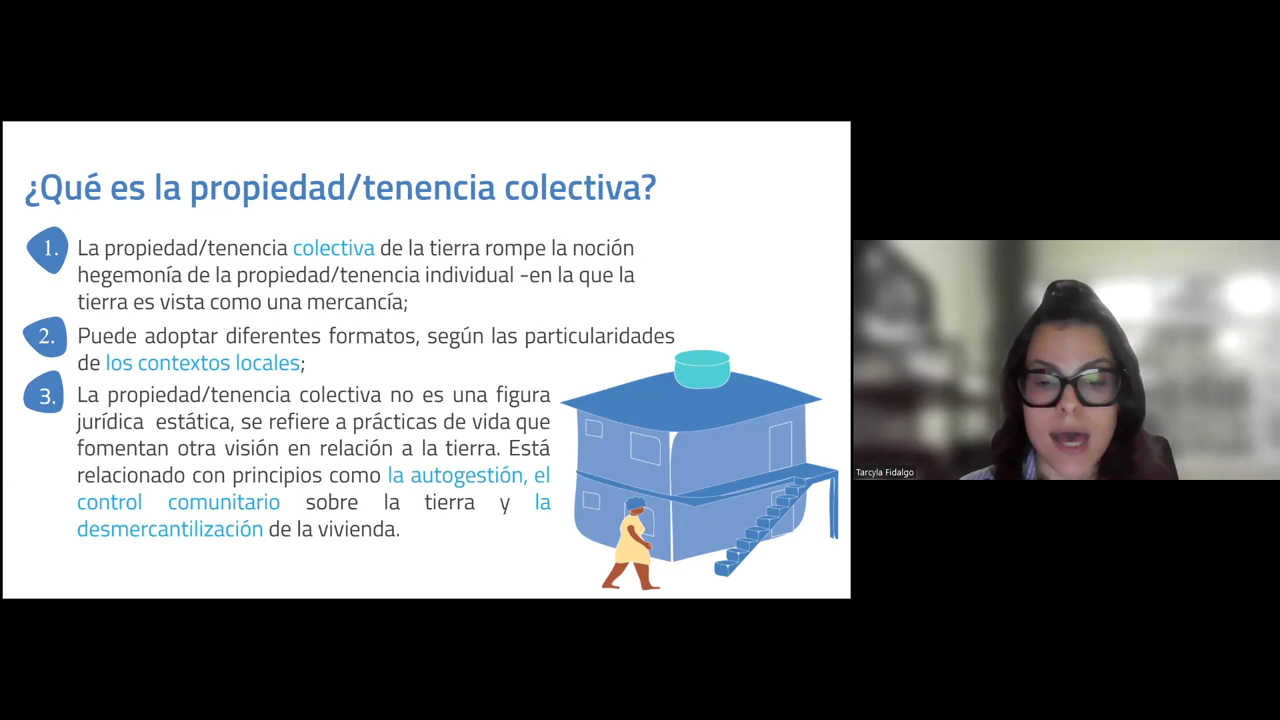 ¿Qué es la propiedad/tenencia colectiva?
1. La propiedad/tenencia colectiva de la tierra rompe la noción
hegemonía de la propiedad/tenencia individual -en la que la
tierra es vista como una mercancía;
2. Puede adoptar diferentes formatos, según las particularidades
de los contextos locales;
3. La propiedad/tenencia colectiva no es una figura
jurídica estática, se refiere a prácticas de vida que
fomentan otra visión en relación a la tierra. Está
relacionado con principios como la autogestión, el
control comunitario sobre la tierra y la
desmercantilización de la vivienda.
Tarcyla Fidalgo